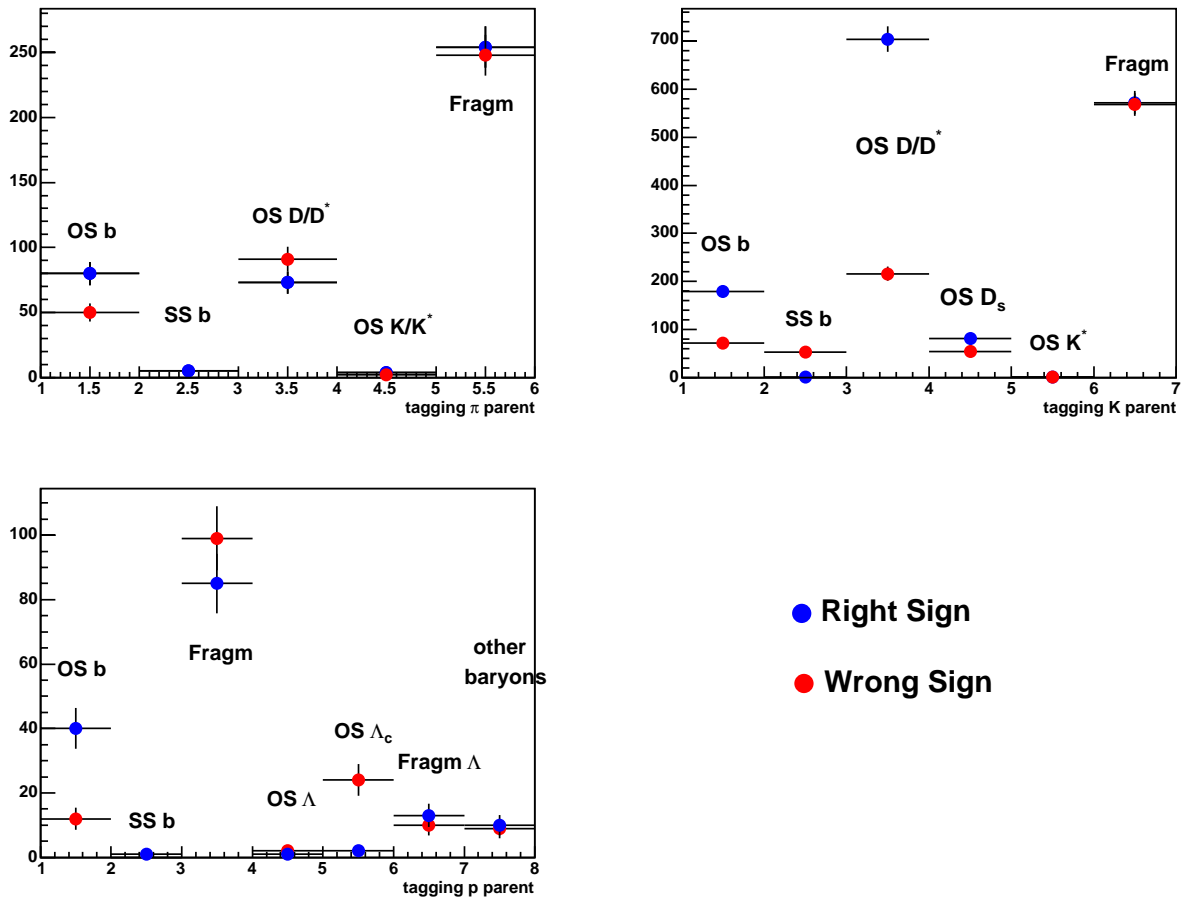 250
200
150
100
50
0
Fragm
OS b
SS b
OS D/D*
OS K/K*
1 1.5 2 2.5 3 3.5 4 4.5 5 5.5 6
tagging π parent
700
600
500
400
300
200
100
0
Fragm
OS D/D*
OS b
SS b
OS Ds
OS K*
1 2 3 4 5 6 7
tagging K parent
100
80
60
40
20
0
OS b
Fragm
other
baryons
OS Λc
Fragm Λ
OS Λ
SS b
1 2 3 4 5 6 7 8
tagging p parent
Right Sign
Wrong Sign